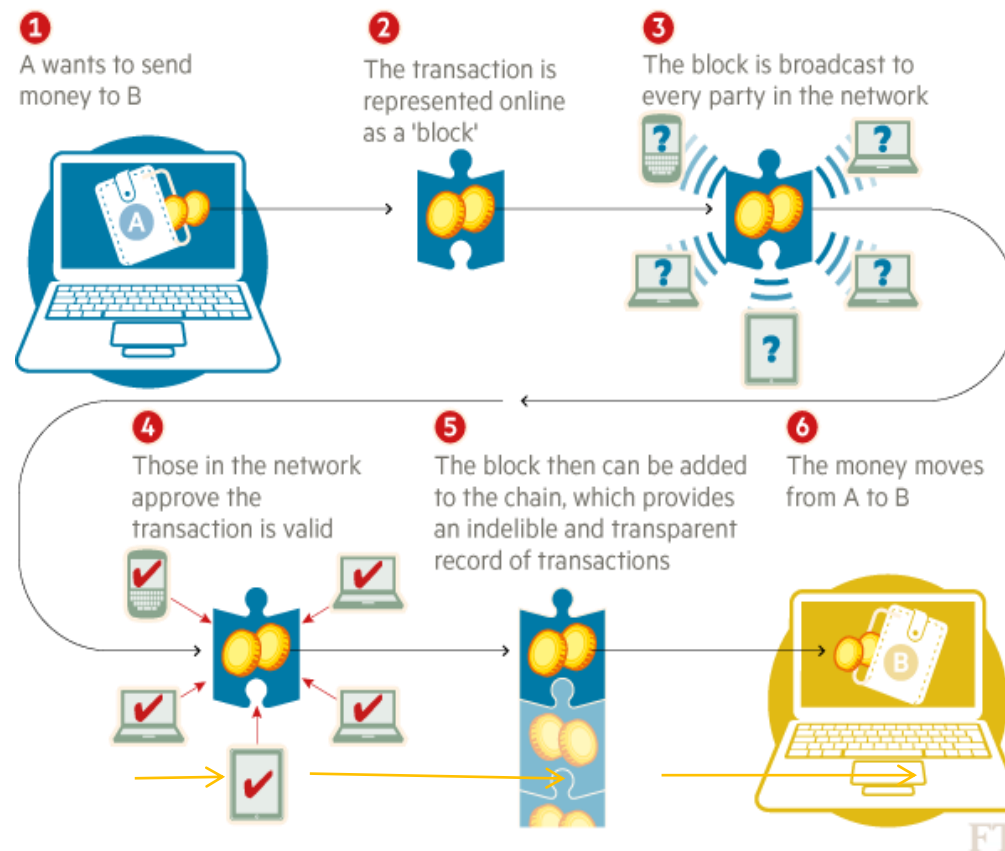 1
A wants to send
money to B
2
The transaction is
represented online
as a 'block'
3
The block is broadcast to
every party in the network
?
?
?
?
?
A
4
Those in the network
approve the
transaction is valid
5
The block then can be added
to the chain, which provides
an indelible and transparent
record of transactions
6
The money moves
from A to B
B
FT